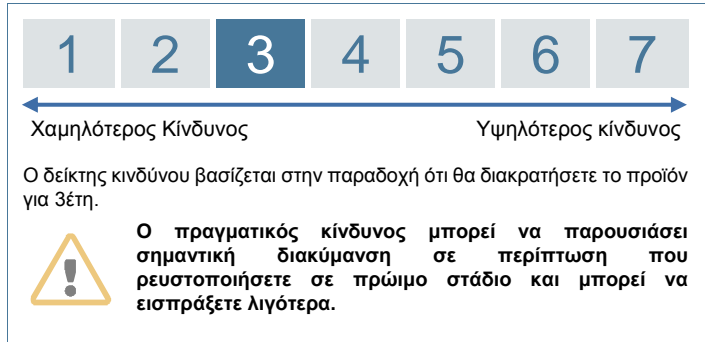 1 2 3 4 5 6 7
Χαμηλότερος Κίνδυνος Υψηλότερος κίνδυνος
Ο δείκτης κινδύνου βασίζεται στην παραδοχή ότι θα διακρατήσετε το προϊόν
για 3έτη.
Ο πραγματικός κίνδυνος μπορεί να παρουσιάσει
σημαντική διακύμανση σε περίπτωση που
ρευστοποιήσετε σε πρώιμο στάδιο και μπορεί να
εισπράξετε λιγότερα.